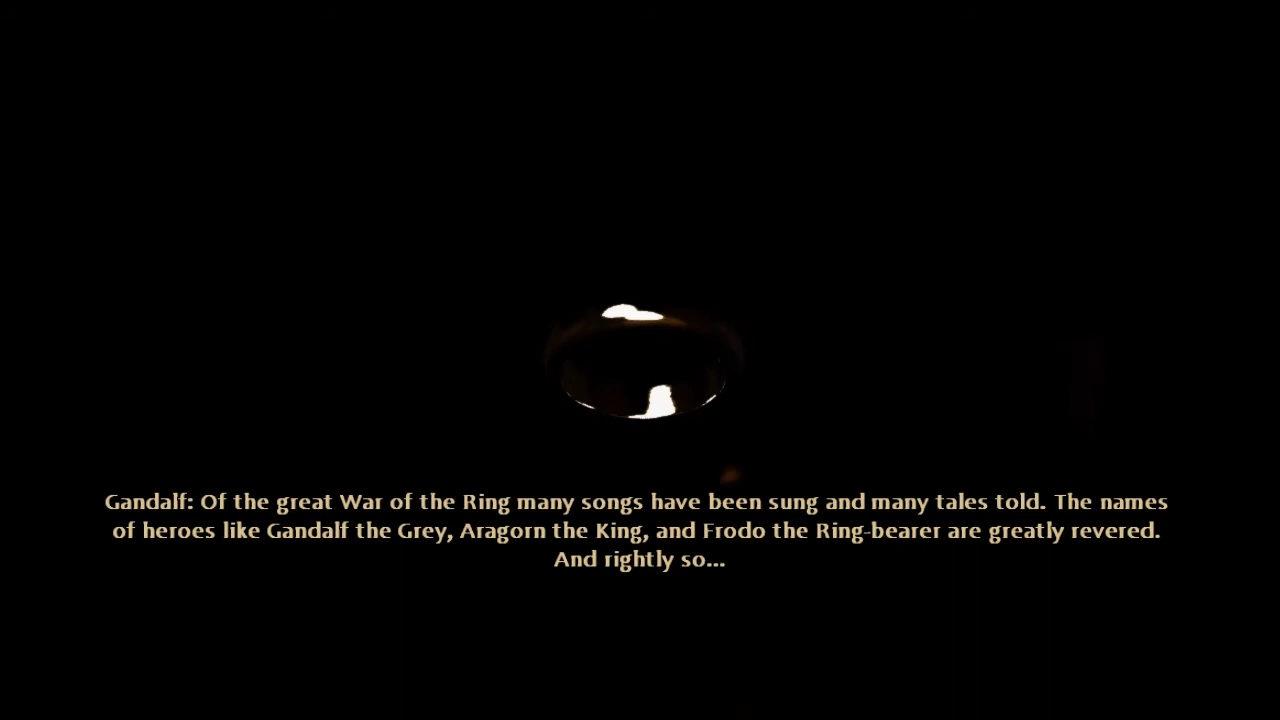 Gandalf: Of the great War of the Ring many songs have been sung and many tales told. The names
of heroes like Gandalf the Grey, Aragorn the King, and Frodo the Ring-bearer are greatly revered.
And rightly so...